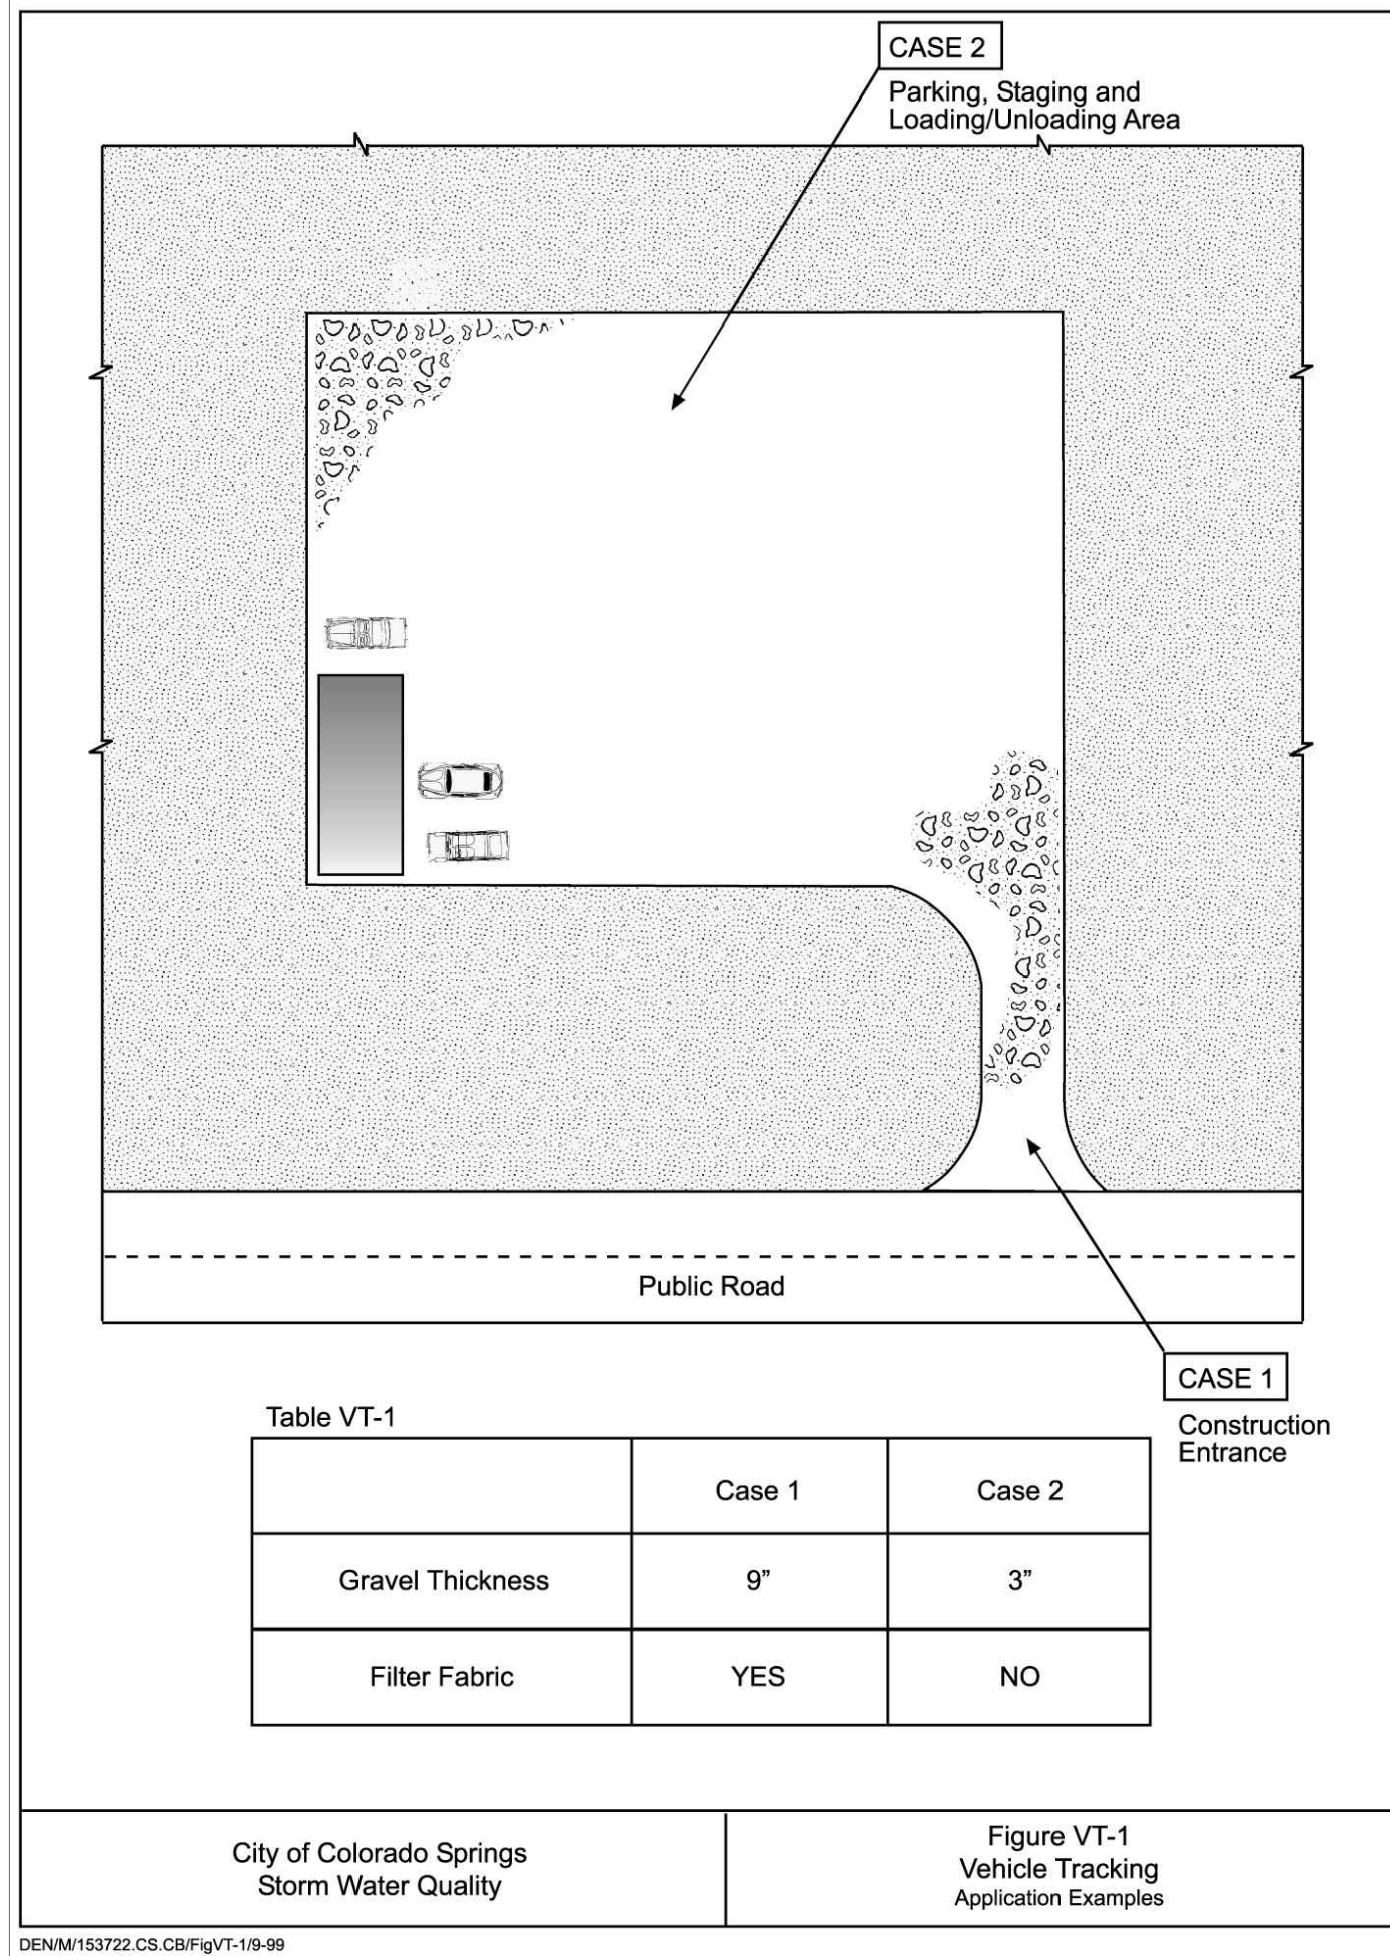 CASE 2
Parking, Staging and
Loading/Unloading Area
Public Road
CASE 1
Construction
Entrance
Table VT-1
Case 1 Case 2
Gravel Thickness 9” 3”
Filter Fabric YES NO
City of Colorado Springs
Storm Water Quality
Figure VT-1
Vehicle Tracking
Application Examples
DEN/M/153722.CS.CB/FigVT-1/9-99